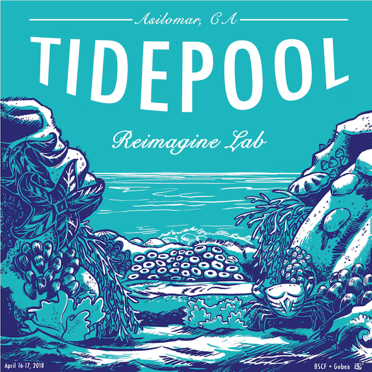 Asilomar, CA
TIDEPOOL
Reimagine Lab
April 16-17, 2018
BSCF + Gobee